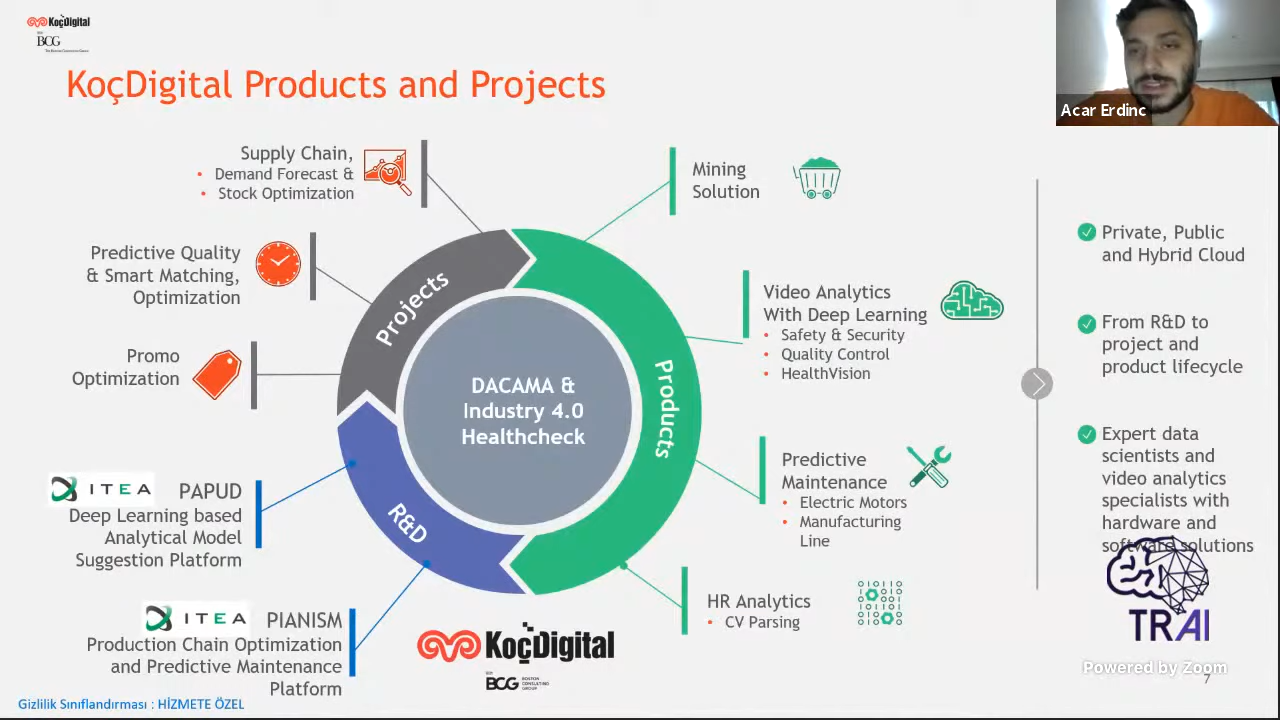 KoçDigital
BCG
KoçDigital Products and Projects
Acar Erdinc
Supply Chain,
• Demand Forecast &
• Stock Optimization
Predictive Quality
& Smart Matching,
Optimization
Promo
Optimization
ITEA PAPUD
Deep Learning based
Analytical Model
Suggestion Platform
ITEA PIANISM
Production Chain Optimization
and Predictive Maintenance
Platform
Projects
Products
R&D
DACAMA &
Industry 4.0
Healthcheck
Mining
Solution
Video Analytics
With Deep Learning
• Safety & Security
• Quality Control
• HealthVision
Predictive
Maintenance
• Electric Motors
• Manufacturing
Line
HR Analytics
• CV Parsing
Private, Public
and Hybrid Cloud
From R&D to
project and
product lifecycle
Expert data
scientists and
video analytics
specialists with
hardware and
software solutions
TRAI
KoçDigital
BCG BOSTON
CONSULTING
GROUP
Powered by Zoom
7
Gizlilik Sınıflandırması : HİZMETE ÖZEL